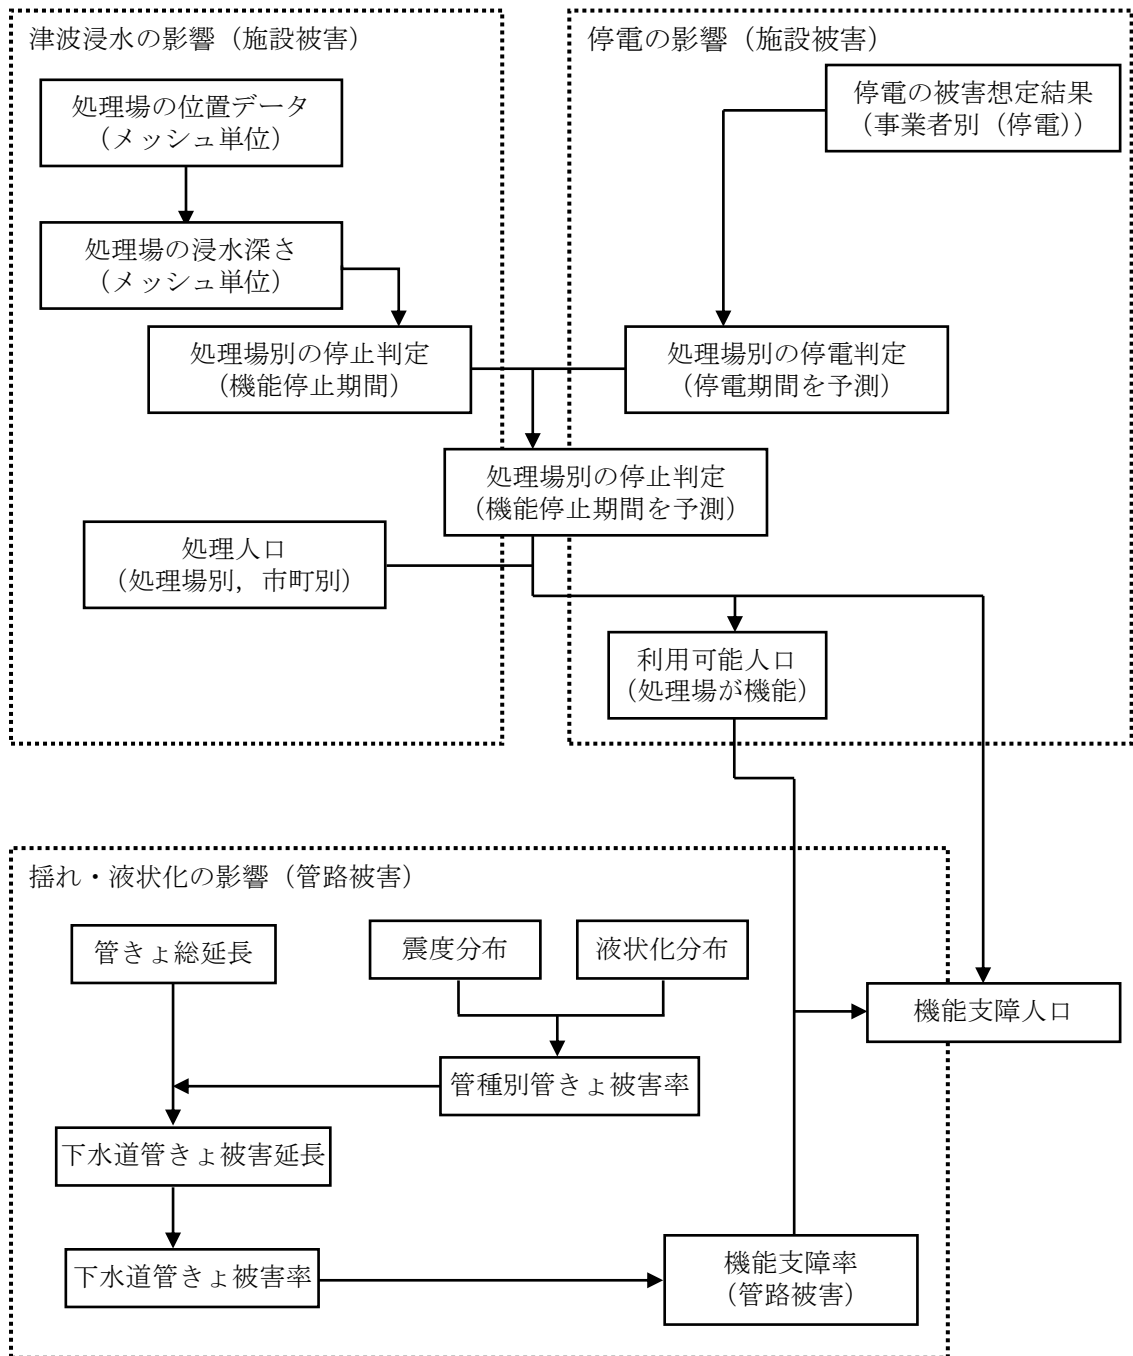 津波浸水の影響（施設被害）
停電の影響（施設被害）
処理場の位置データ
（メッシュ単位）
停電の被害想定結果
（事業者別（停電））
処理場の浸水深さ
（メッシュ単位）
処理場別の停止判定
（機能停止期間）
処理場別の停電判定
（停電期間を予測）
処理場別の停止判定
（機能停止期間を予測）
処理人口
（処理場別，市町別）
利用可能人口
（処理場が機能）
揺れ・液状化の影響（管路被害）
管きょ総延長
震度分布
液状化分布
機能支障人口
管種別管きょ被害率
下水道管きょ被害延長
下水道管きょ被害率
機能支障率
（管路被害）